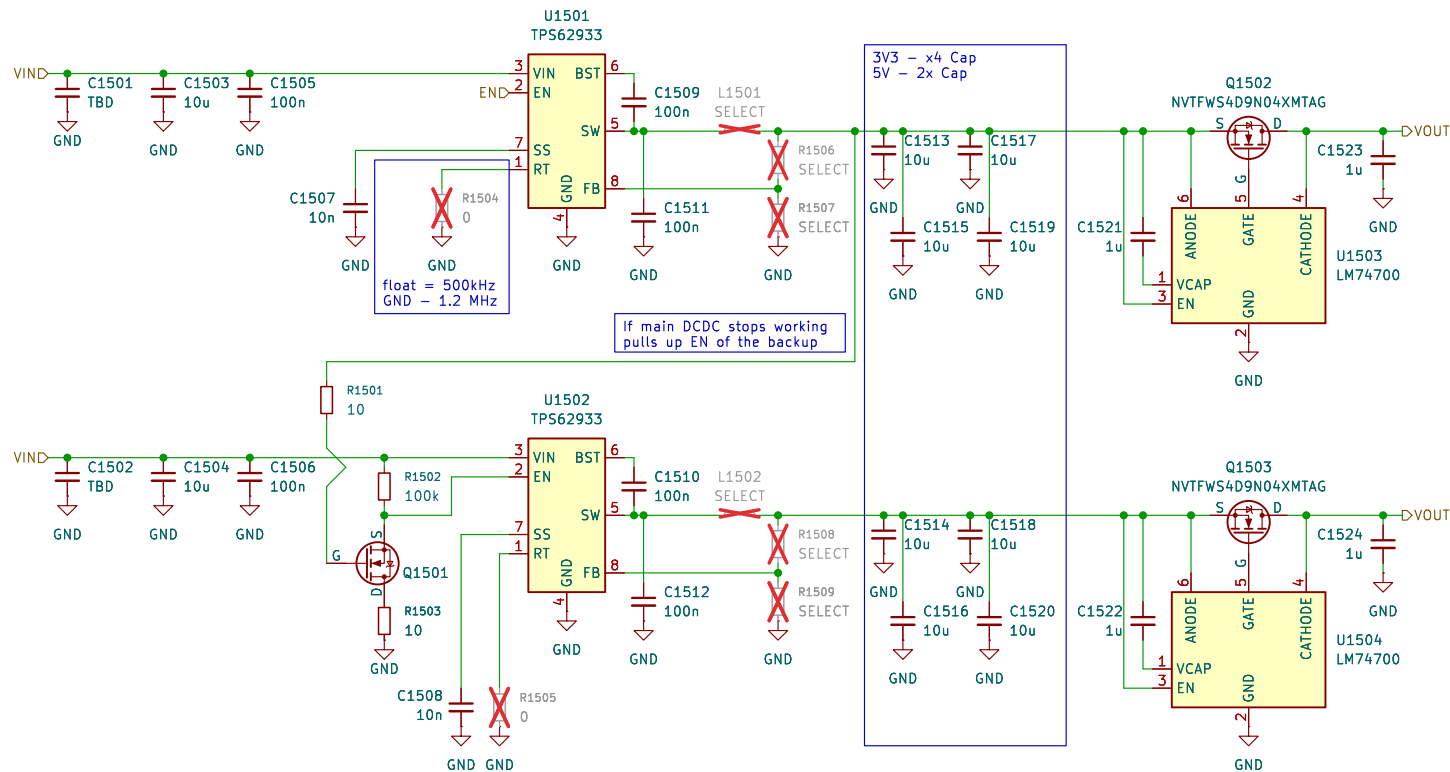 U1501
TPS62933
VIN
C1501
TBD
GND
C1503
10u
GND
C1505
100n
GND
EN
3
VIN
2
EN
7
SS
1
RT
BST
6
SW
5
FB
8
GND
4
GND
C1507
10n
GND
R1504
0
GND
float = 500kHz
GND - 1.2 MHz
C1509
100n
L1501
SELECT
C1511
100n
GND
R1506
SELECT
R1507
SELECT
GND
3V3 - x4 Cap
5V - 2x Cap
C1513
10u
GND
C1517
10u
GND
C1515
10u
GND
C1519
10u
GND
Q1502
NVTFWS4D9N04XMTAG
S
D
G
VOUT
C1523
1u
GND
C1521
1u
6
ANODE
5
GATE
4
CATHODE
1
VCAP
3
EN
GND
2
GND
U1503
LM74700
If main DCDC stops working
pulls up EN of the backup
R1501
10
U1502
TPS62933
VIN
C1502
TBD
GND
C1504
10u
GND
C1506
100n
GND
R1502
100k
S
G
D
Q1501
R1503
10
GND
3
VIN
2
EN
7
SS
1
RT
BST
6
SW
5
FB
8
GND
4
GND
C1508
10n
GND
R1505
0
GND
C1510
100n
L1502
SELECT
C1512
100n
GND
R1508
SELECT
R1509
SELECT
GND
C1514
10u
GND
C1518
10u
GND
C1516
10u
GND
C1520
10u
GND
Q1503
NVTFWS4D9N04XMTAG
S
D
G
VOUT
C1524
1u
GND
C1522
1u
6
ANODE
5
GATE
4
CATHODE
1
VCAP
3
EN
GND
2
GND
U1504
LM74700